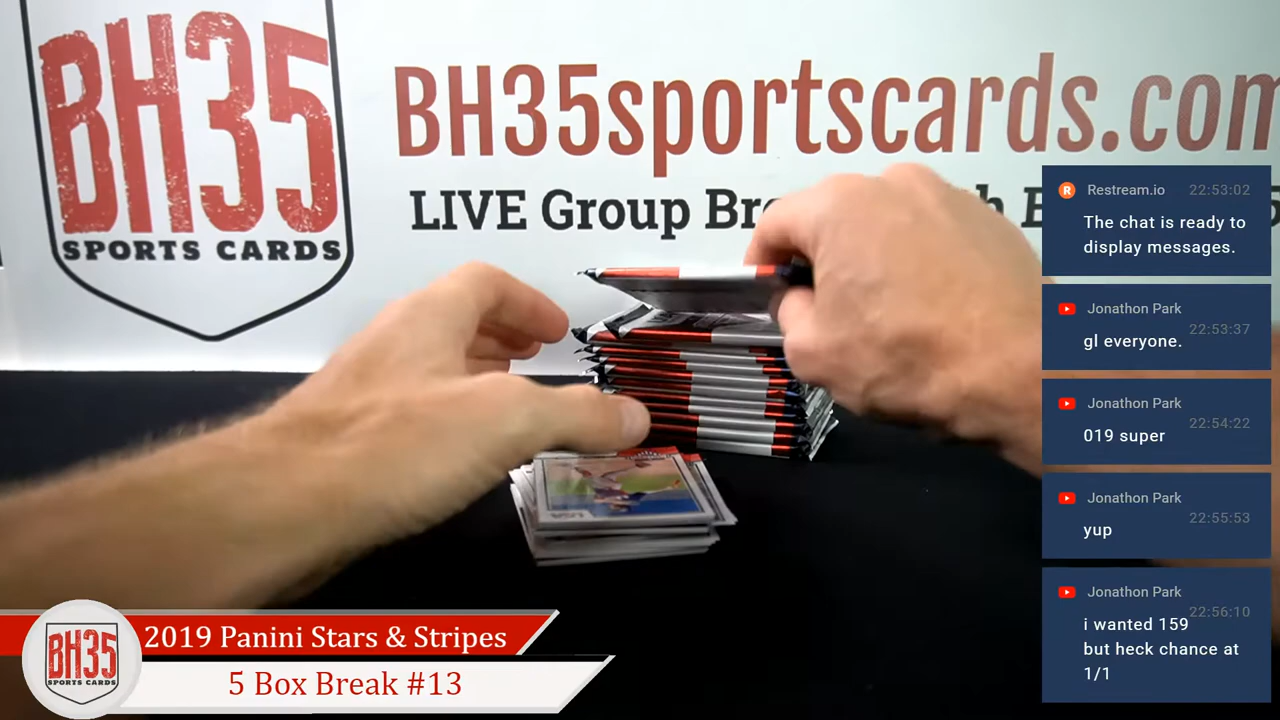 BH35
SPORTS CARDS
BH35sportscards.com
LIVE Group
Restream.io 22:53:02
The chat is ready to
display messages.
Jonathon Park 22:53:37
gl everyone.
Jonathon Park 22:54:22
019 super
Jonathon Park 22:55:53
yup
Jonathon Park 22:56:10
i wanted 159
but heck chance at
1/1
BH35
SPORTS CARDS
2019 Panini Stars & Stripes
5 Box Break #13